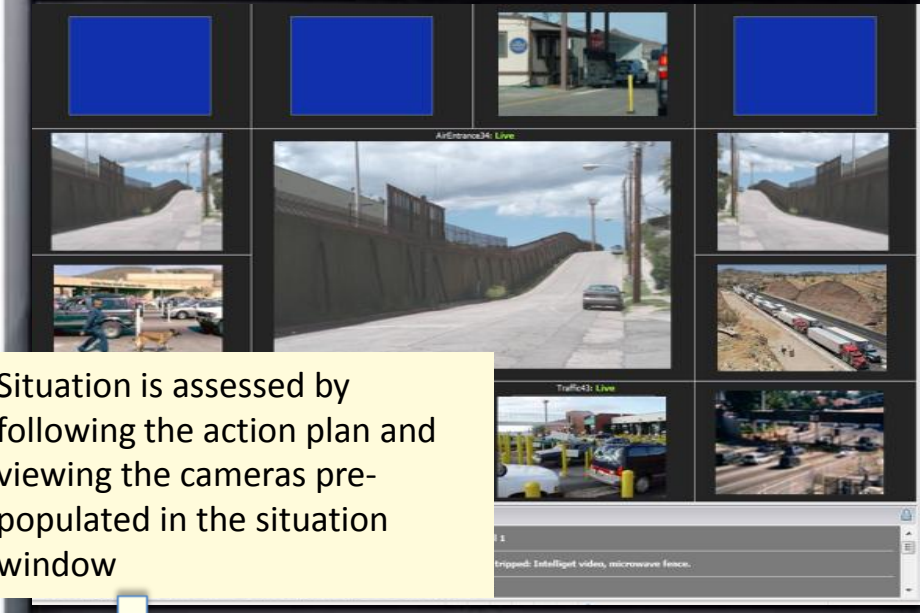 AirEntrance34: Live
Traffic43: Live
Situation is assessed by
following the action plan and
viewing the cameras pre-
populated in the situation
window
tripped: Intelliget video, microwave fence.